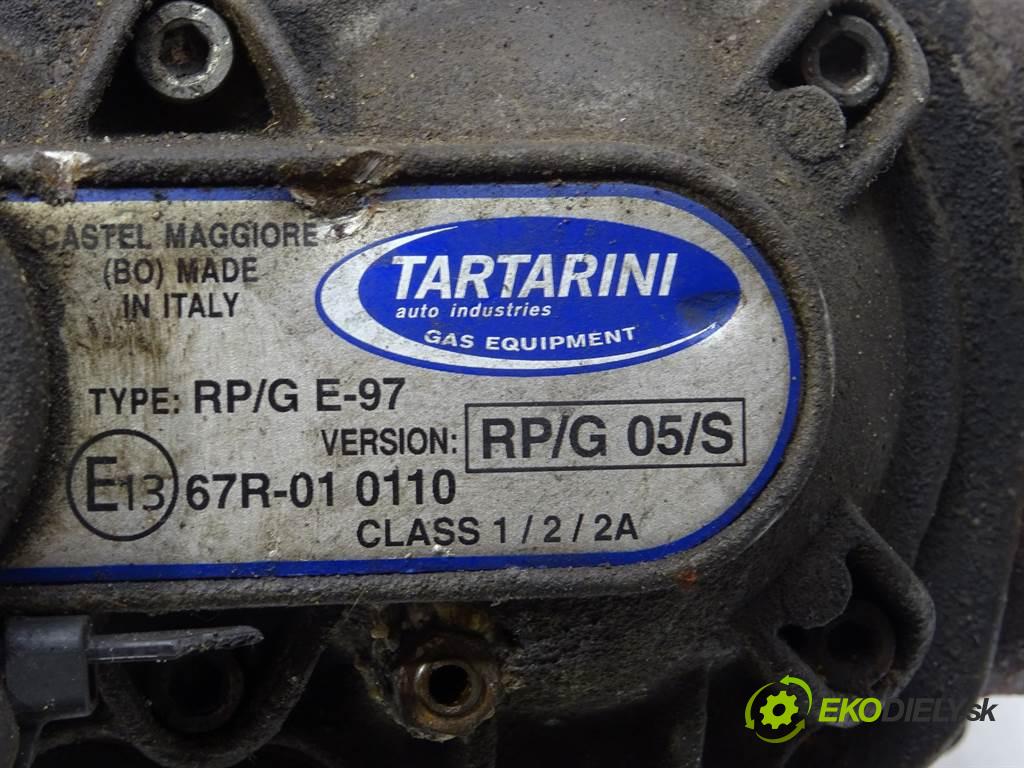 CASTEL MAGGIORE
(BO) MADE
IN ITALY
TARTARINI
auto industries
GAS EQUIPMENT
TYPE: RP/G E-97
VERSION: RP/G 05/S
E13 67R-01 0110
CLASS 1 / 2 / 2A
EKODIELY.sk